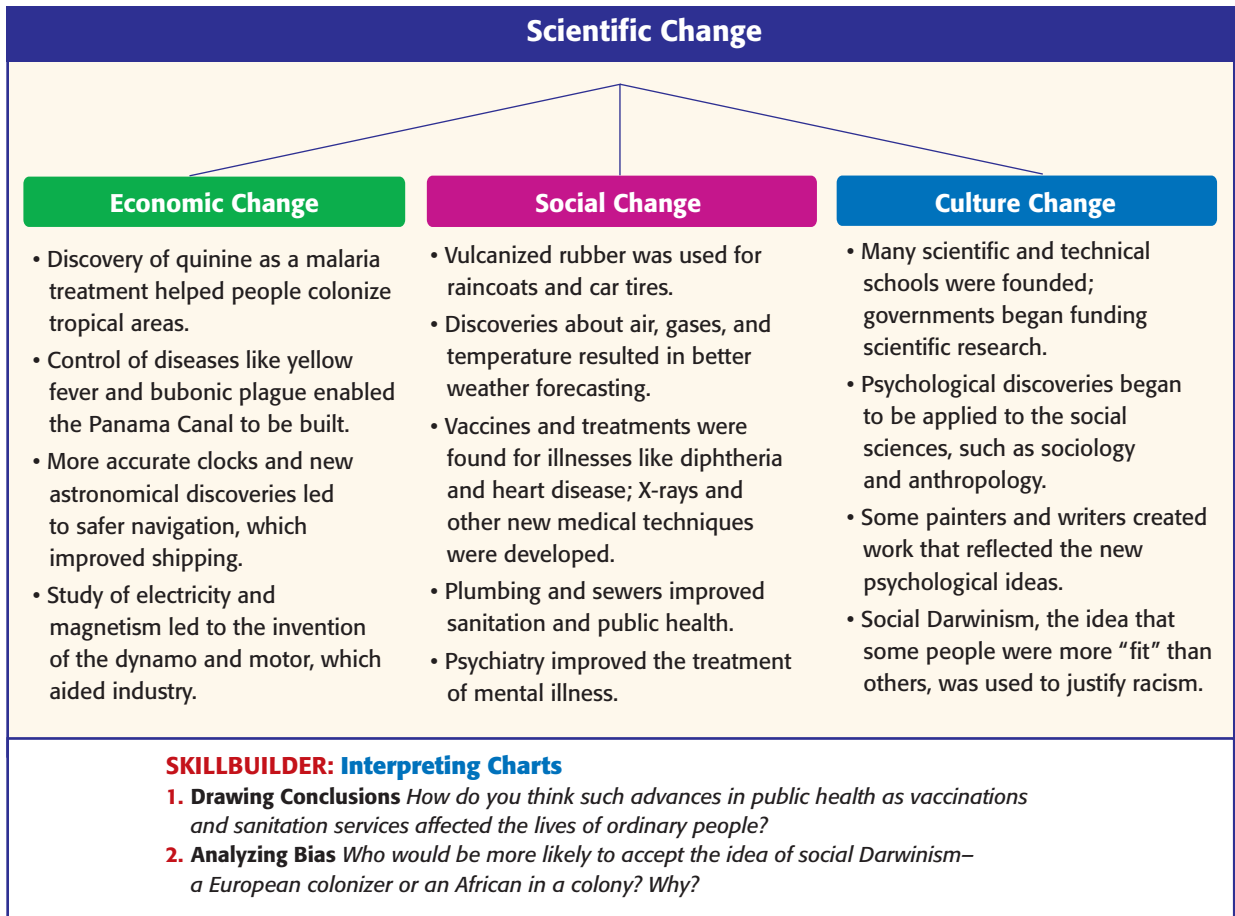 Scientific Change
Economic Change
• Discovery of quinine as a malaria
treatment helped people colonize
tropical areas.
• Control of diseases like yellow
fever and bubonic plague enabled
the Panama Canal to be built.
• More accurate clocks and new
astronomical discoveries led
to safer navigation, which
improved shipping.
• Study of electricity and
magnetism led to the invention
of the dynamo and motor, which
aided industry.
Social Change
• Vulcanized rubber was used for
raincoats and car tires.
• Discoveries about air, gases, and
temperature resulted in better
weather forecasting.
• Vaccines and treatments were
found for illnesses like diphtheria
and heart disease; X-rays and
other new medical techniques
were developed.
• Plumbing and sewers improved
sanitation and public health.
• Psychiatry improved the treatment
of mental illness.
Culture Change
• Many scientific and technical
schools were founded;
governments began funding
scientific research.
• Psychological discoveries began
to be applied to the social
sciences, such as sociology
and anthropology.
• Some painters and writers created
work that reflected the new
psychological ideas.
• Social Darwinism, the idea that
some people were more “fit” than
others, was used to justify racism.
SKILLBUILDER: Interpreting Charts
1. Drawing Conclusions How do you think such advances in public health as vaccinations
and sanitation services affected the lives of ordinary people?
2. Analyzing Bias Who would be more likely to accept the idea of social Darwinism–
a European colonizer or an African in a colony? Why?